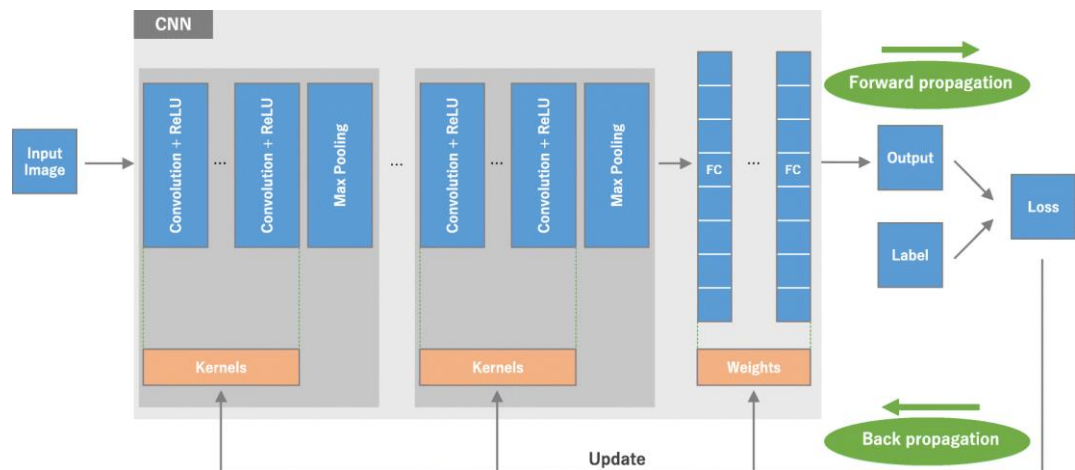 CNN
Input
Image
Convolution + ReLU
...
Convolution + ReLU
Max Pooling
...
Convolution + ReLU
...
Convolution + ReLU
Max Pooling
FC
...
FC
Forward propagation
Output
Label
Loss
Kernels
Kernels
Weights
Back propagation
Update